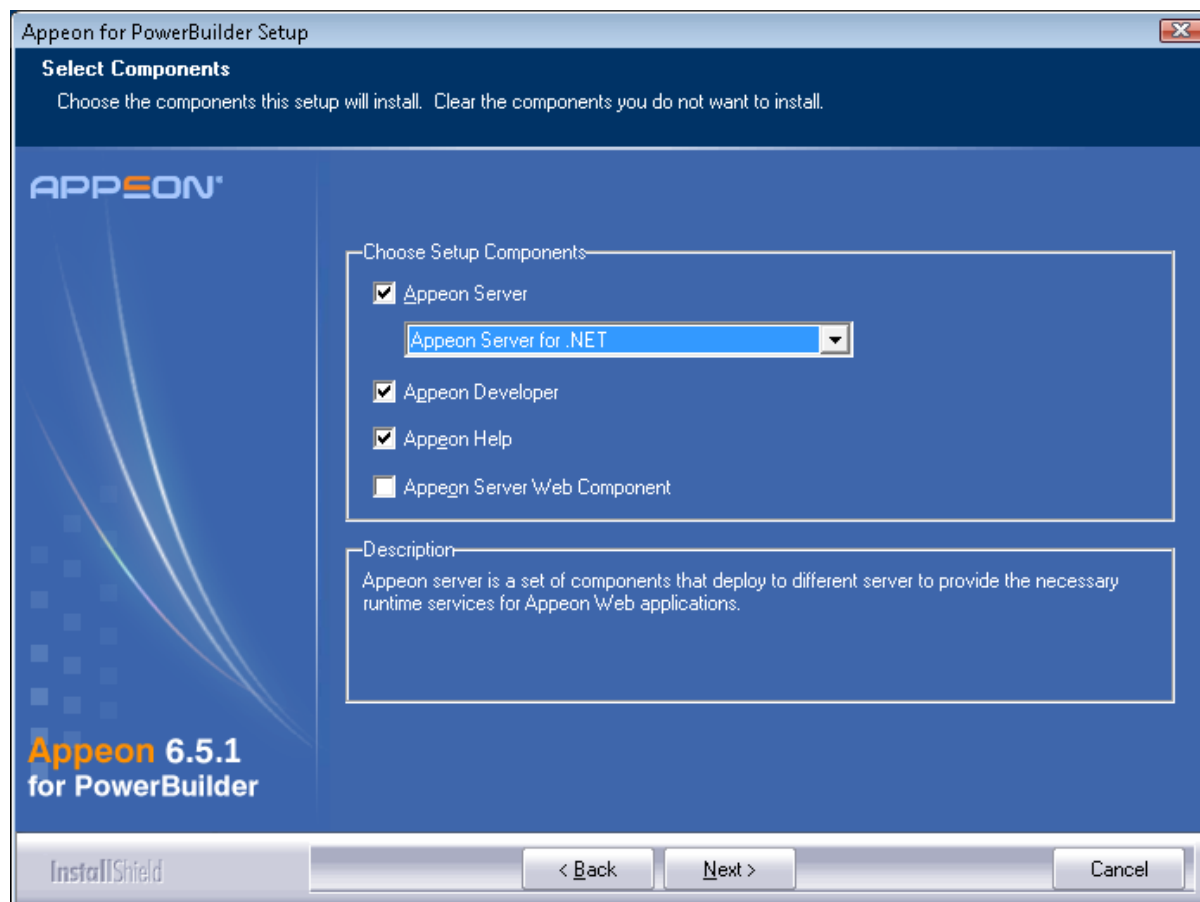 Appeon for PowerBuilder Setup
Select Components
Choose the components this setup will install. Clear the components you do not want to install.
APPEON
Choose Setup Components
Appeon Server
Appeon Server for .NET
Appeon Developer
Appeon Help
Appeon Server Web Component
Description
Appeon server is a set of components that deploy to different server to provide the necessary
runtime services for Appeon Web applications.
Appeon 6.5.1
for PowerBuilder
InstallShield
< Back
Next >
Cancel